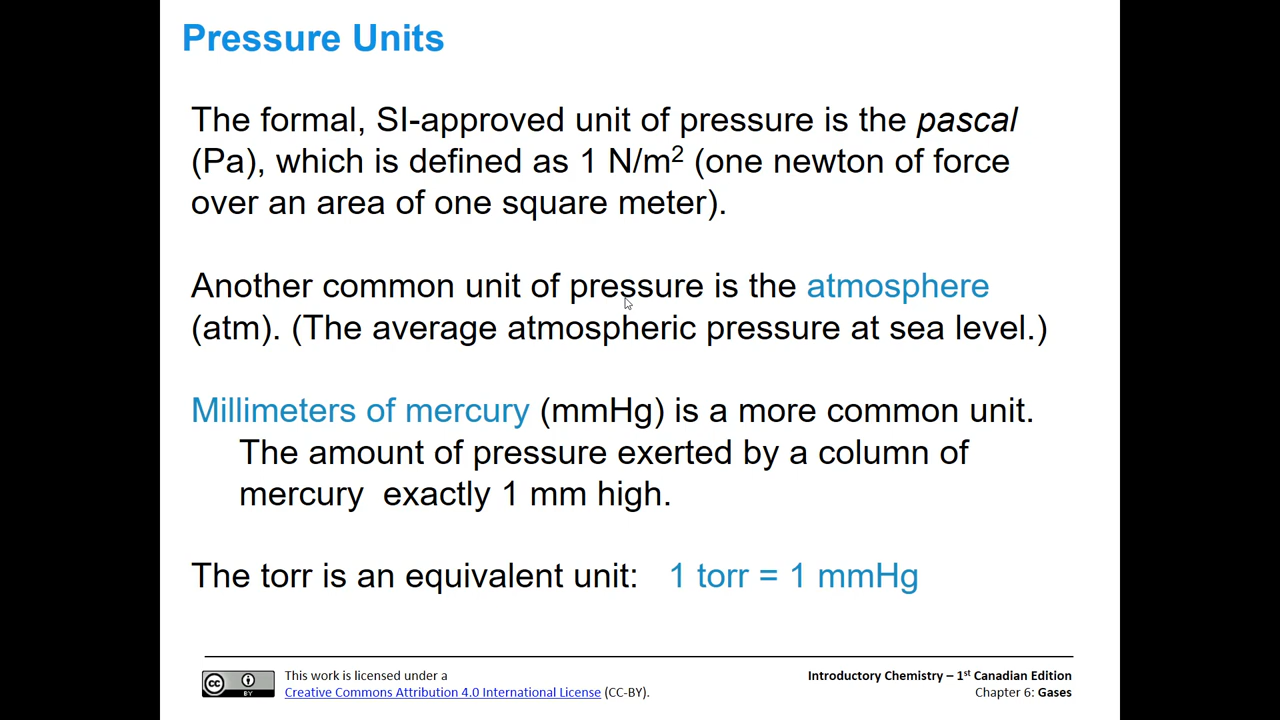 Pressure Units
The formal, SI-approved unit of pressure is the pascal
(Pa), which is defined as 1 N/m² (one newton of force
over an area of one square meter).
Another common unit of pressure is the atmosphere
(atm). (The average atmospheric pressure at sea level.)
Millimeters of mercury (mmHg) is a more common unit.
The amount of pressure exerted by a column of
mercury  exactly 1 mm high.
The torr is an equivalent unit:   1 torr = 1 mmHg
cc BY
This work is licensed under a
Creative Commons Attribution 4.0 International License (CC-BY).
Introductory Chemistry – 1st Canadian Edition
Chapter 6: Gases